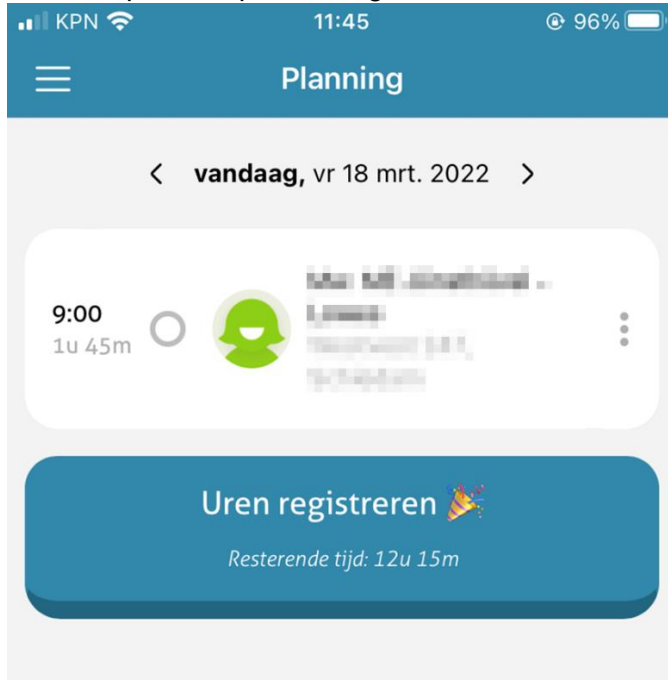 KPN 11:45 96%
Planning
< vandaag, vr 18 mrt. 2022 >
9:00
1u 45m
Uren registreren 🎉
Resterende tijd: 12u 15m